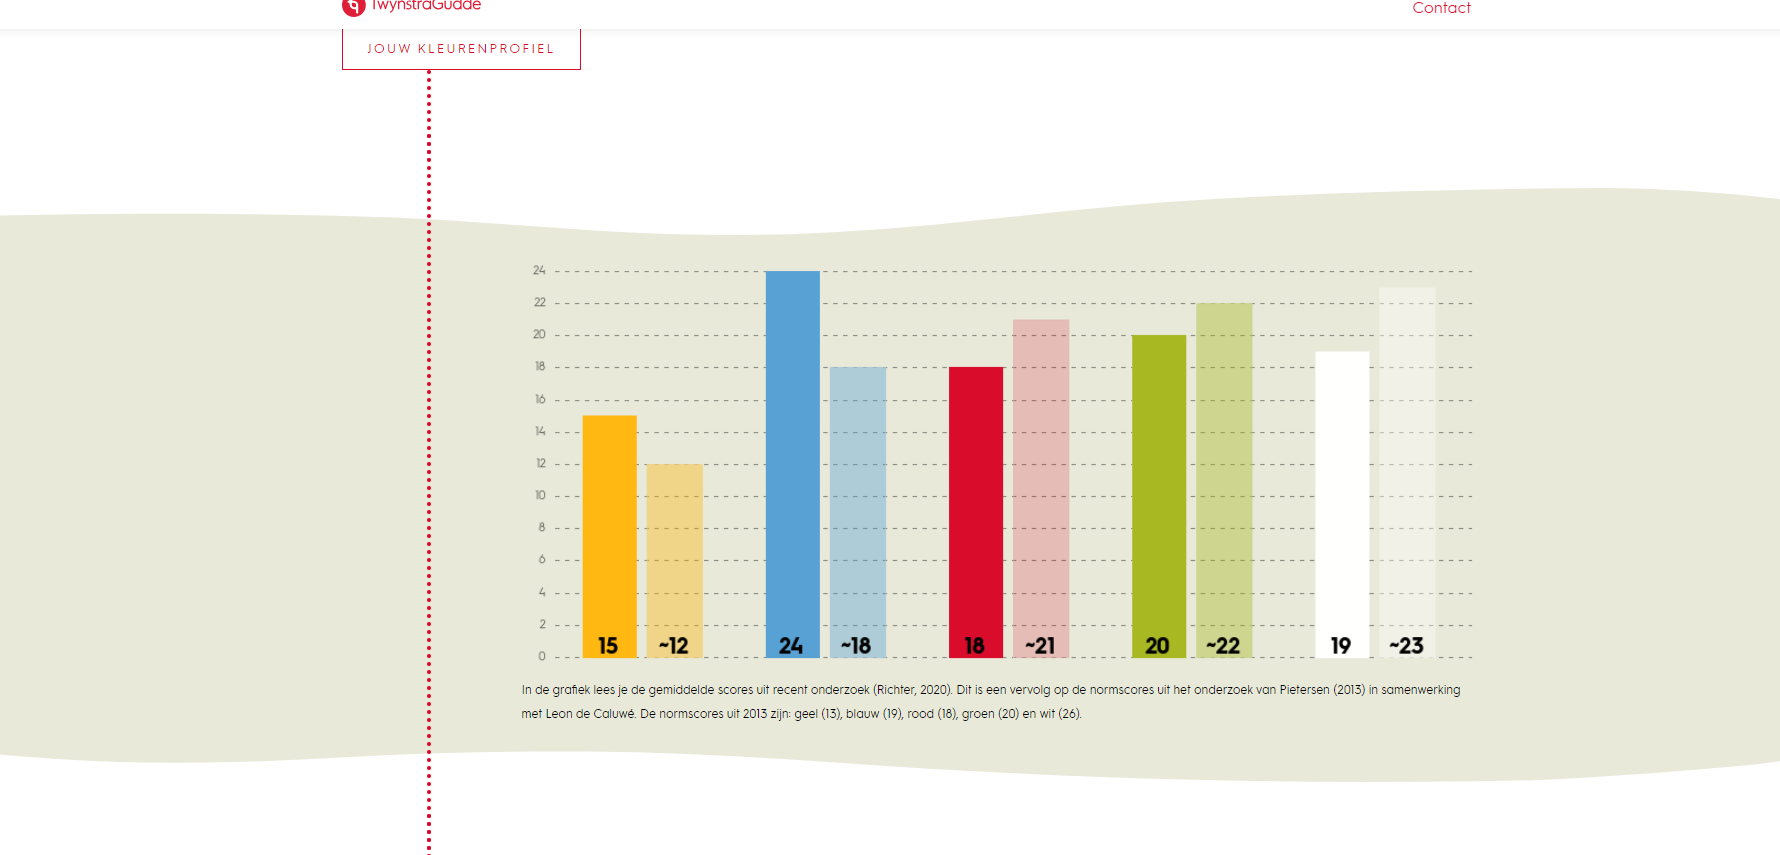 TwynstraGudde
Contact
JOUW KLEURENPROFIEL
24
22
20
18
16
14
12
10
8
6
4
2
0
15 ~12 24 ~18 18 ~21 20 ~22 19 ~23
In de grafiek lees je de gemiddelde scores uit recent onderzoek (Richter, 2020). Dit is een vervolg op de normscores uit het onderzoek van Pietersen (2013) in samenwerking
met Leon de Caluwé. De normscores uit 2013 zijn: geel (13), blauw (19), rood (18), groen (20) en wit (26).